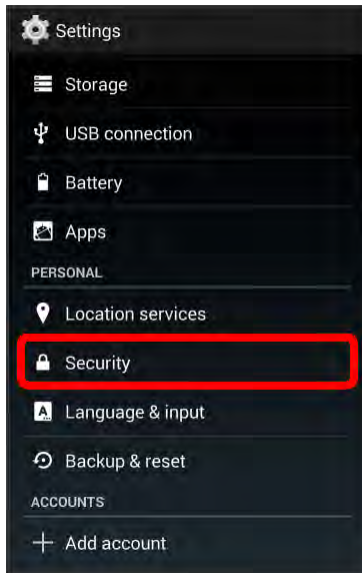 Settings
Storage
USB connection
Battery
Apps
PERSONAL
Location services
Security
Language & input
Backup & reset
ACCOUNTS
Add account